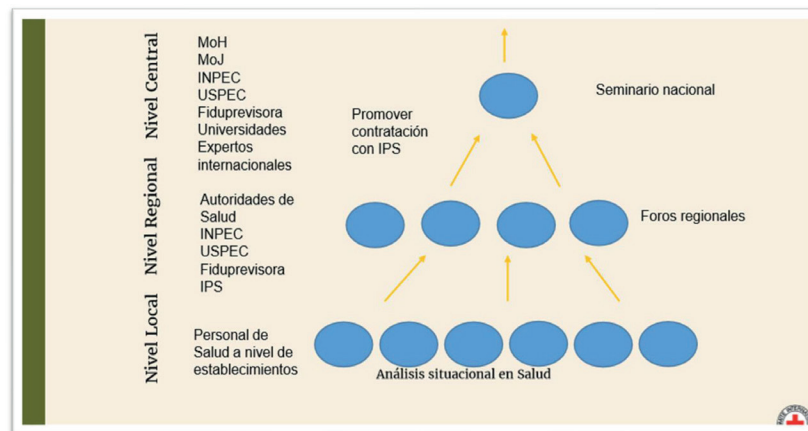 Nivel Central
MoH
MoJ
INPEC
USPEC
Fiduprevisora
Universidades
Expertos
internacionales
Promover
contratación
con IPS
Seminario nacional
Nivel Regional
Autoridades de
Salud
INPEC
USPEC
Fiduprevisora
IPS
Foros regionales
Nivel Local
Personal de
Salud a nivel de
establecimientos
Análisis situacional en Salud